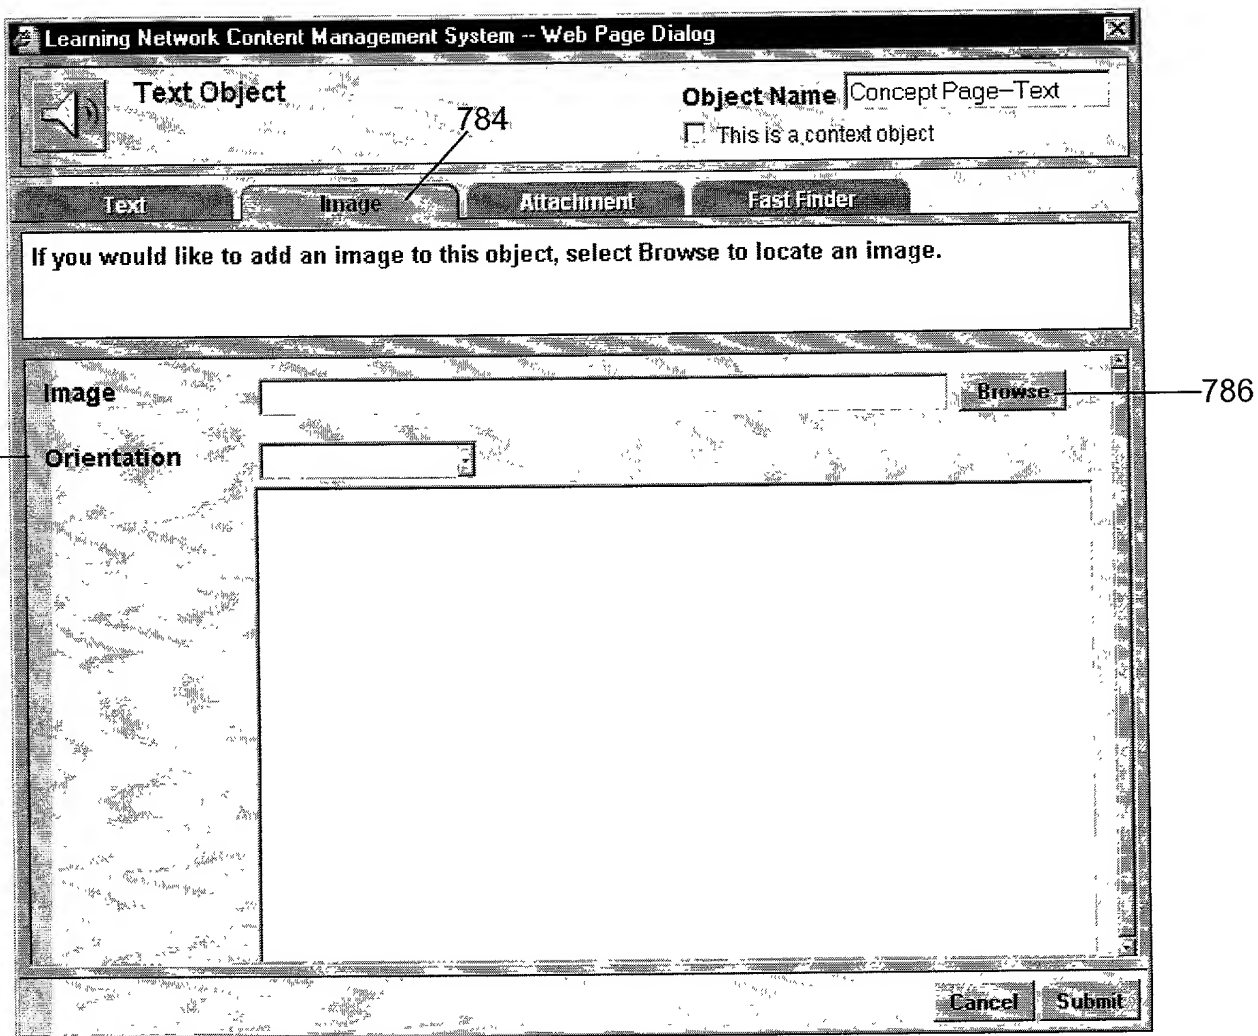 Learning Network Content Management System -- Web Page Dialog
Text Object
Object Name Concept Page-Text
784
This is a context object
Text Image Attachment Fast Finder
If you would like to add an image to this object, select Browse to locate an image.
Image Browse 786
Orientation
Cancel Submit